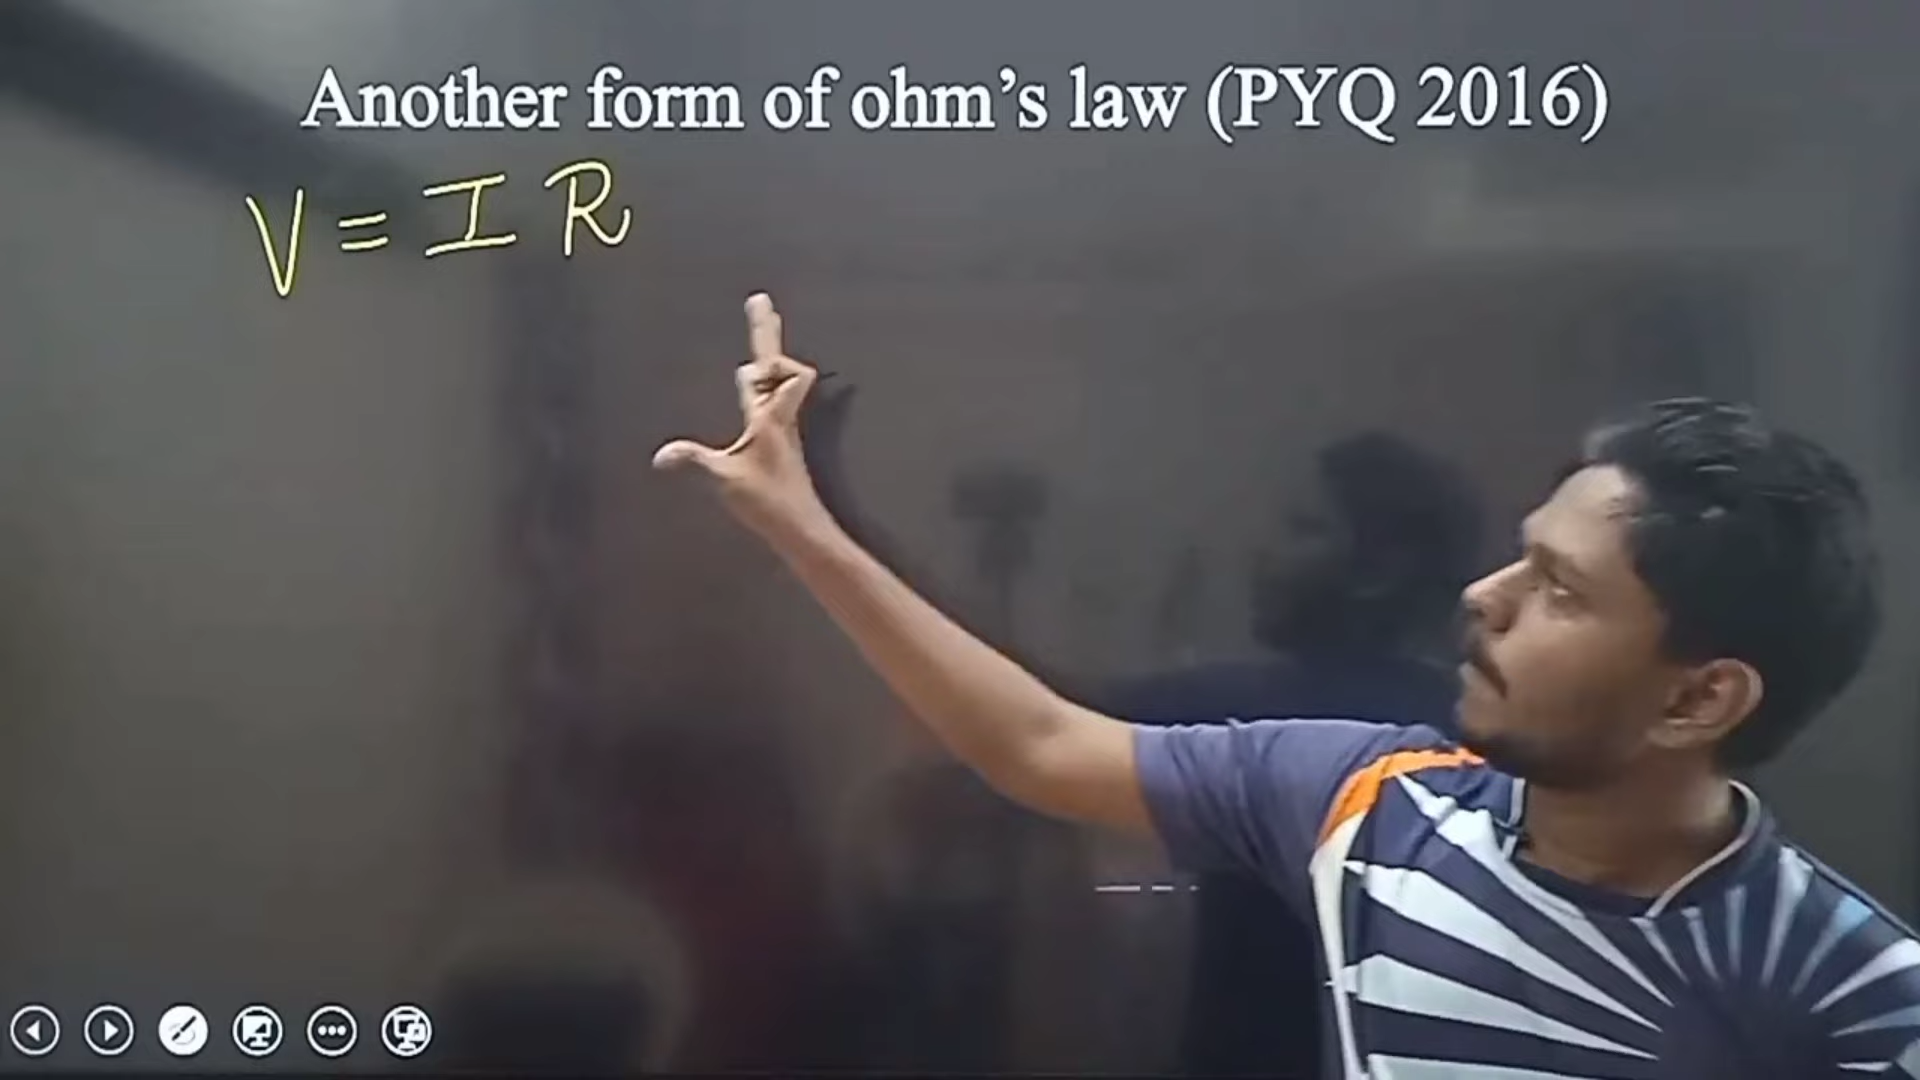 Another form of ohm's law (PYQ 2016)
V = I R